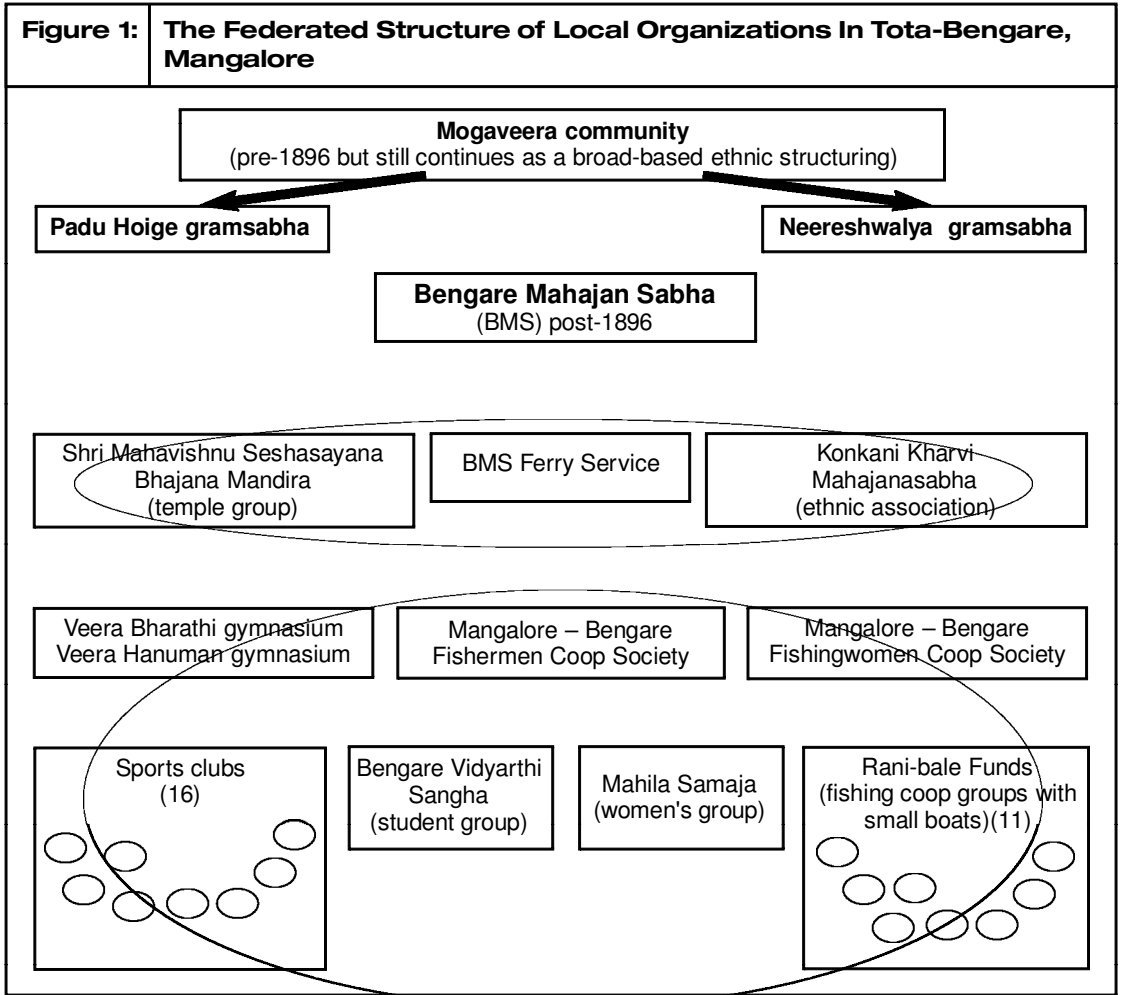 Figure 1:
The Federated Structure of Local Organizations In Tota-Bengare,
Mangalore
Mogaveera community
(pre-1896 but still continues as a broad-based ethnic structuring)
Padu Hoige gramsabha
Neereshwalya gramsabha
Bengare Mahajan Sabha
(BMS) post-1896
Shri Mahavishnu Seshasayana
Bhajana Mandira
(temple group)
BMS Ferry Service
Konkani Kharvi
Mahajanasabha
(ethnic association)
Veera Bharathi gymnasium
Veera Hanuman gymnasium
Mangalore – Bengare
Fishermen Coop Society
Mangalore – Bengare
Fishingwomen Coop Society
Sports clubs
(16)
Bengare Vidyarthi
Sangha
(student group)
Mahila Samaja
(women's group)
Rani-bale Funds
(fishing coop groups with
small boats)(11)